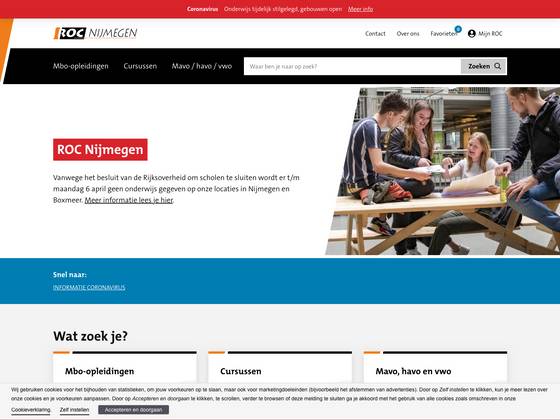 Coronavirus Onderwijs tijdelijk stilgelegd, gebouwen open Meer info
ROC NIJMEGEN
Contact Over ons Favorieten 0 Mijn ROC
Mbo-opleidingen Cursussen Mavo / havo / vwo Waar ben je naar op zoek? Zoeken
ROC Nijmegen
Vanwege het besluit van de Rijksoverheid om scholen te sluiten wordt er t/m
maandag 6 april geen onderwijs gegeven op onze locaties in Nijmegen en
Boxmeer. Meer informatie lees je hier.
Snel naar:
INFORMATIE CORONAVIRUS
Wat zoek je?
Mbo-opleidingen Cursussen Mavo, havo en vwo
Wij gebruiken cookies voor het bijhouden van statistieken, om jouw voorkeuren op te slaan, maar ook voor marketingdoeleinden (bijvoorbeeld het afstemmen van advertenties). Door op Zelf instellen te klikken, kun je meer lezen over
onze cookies en je voorkeuren aanpassen. Door op Accepteren en doorgaan te klikken, te scrollen, verder te browsen of deze melding te sluiten ga je akkoord met het gebruik van alle cookies zoals omschreven in onze
Cookieverklaring. Zelf instellen Accepteren en doorgaan